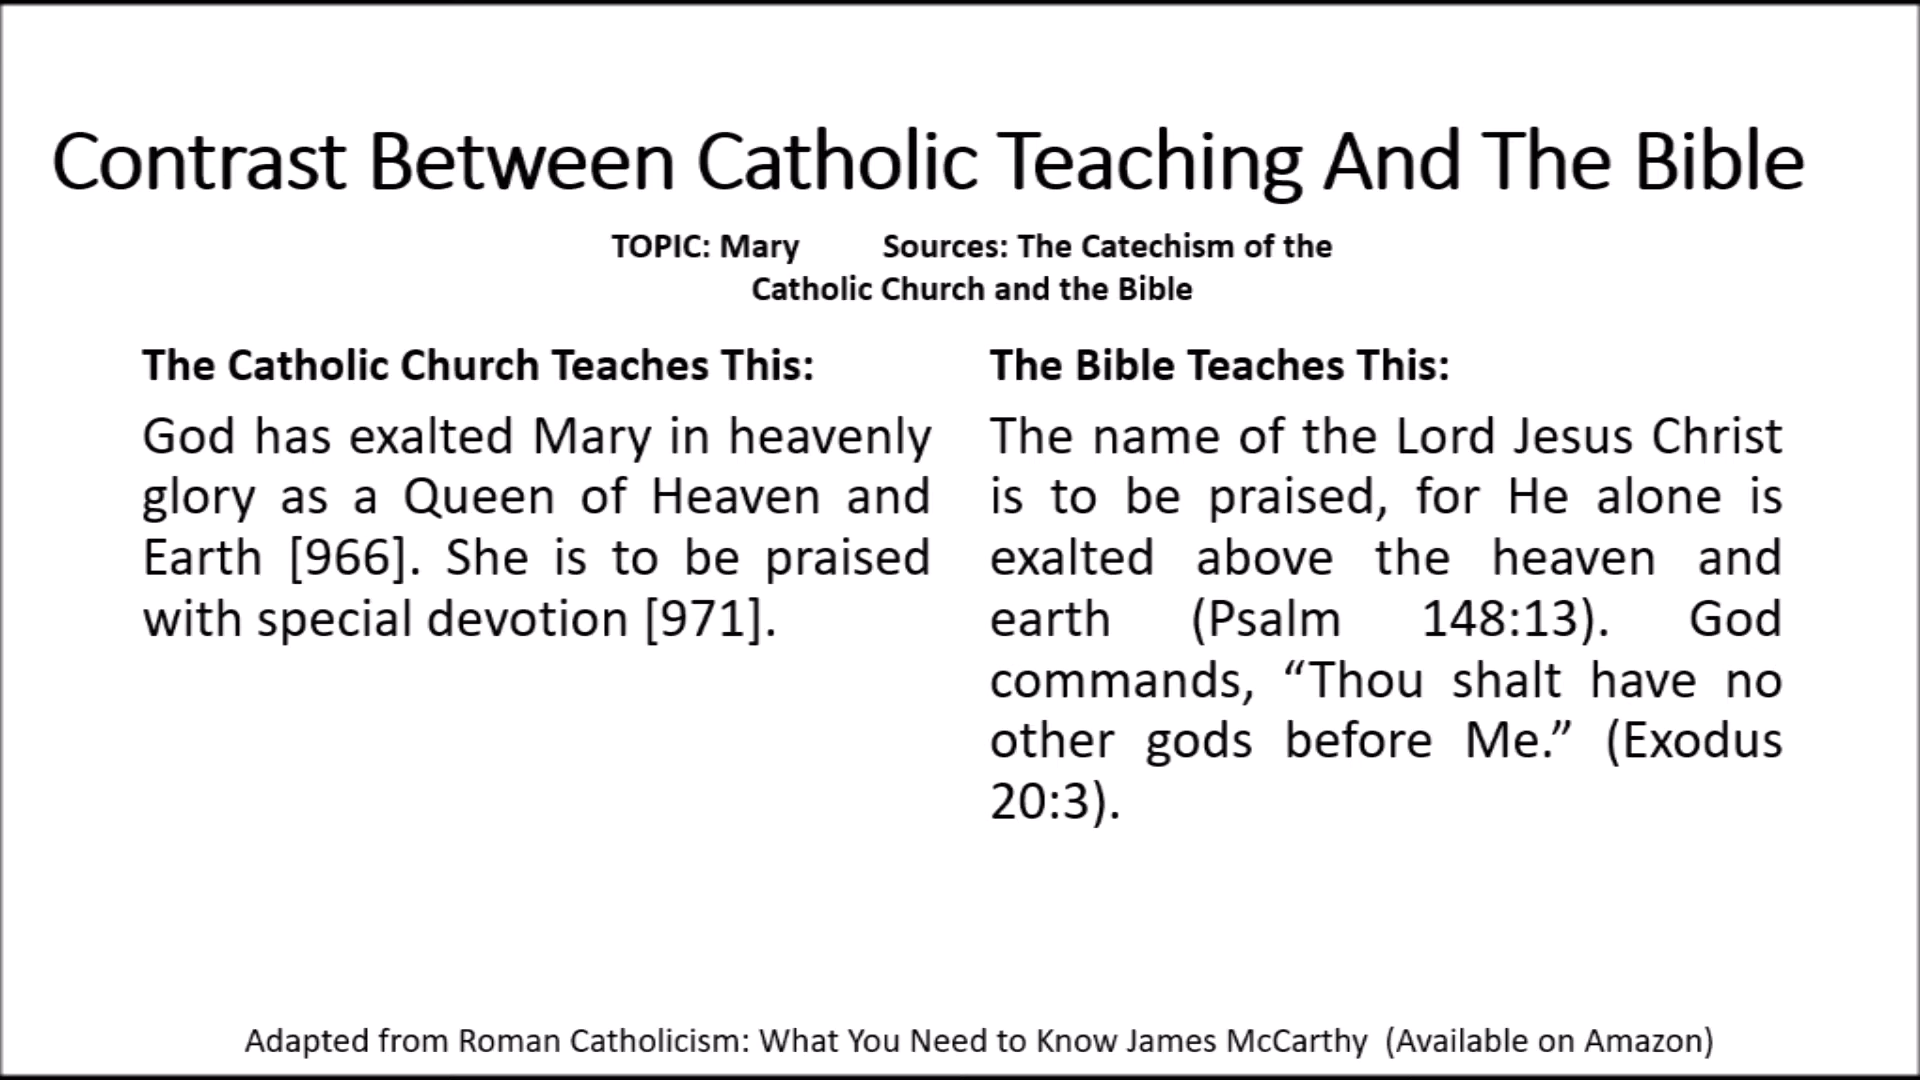 Contrast Between Catholic Teaching And The Bible
TOPIC: Mary Sources: The Catechism of the
Catholic Church and the Bible
The Catholic Church Teaches This:
God has exalted Mary in heavenly
glory as a Queen of Heaven and
Earth [966]. She is to be praised
with special devotion [971].
The Bible Teaches This:
The name of the Lord Jesus Christ
is to be praised, for He alone is
exalted above the heaven and
earth (Psalm 148:13). God
commands, “Thou shalt have no
other gods before Me.” (Exodus
20:3).
Adapted from Roman Catholicism: What You Need to Know James McCarthy (Available on Amazon)